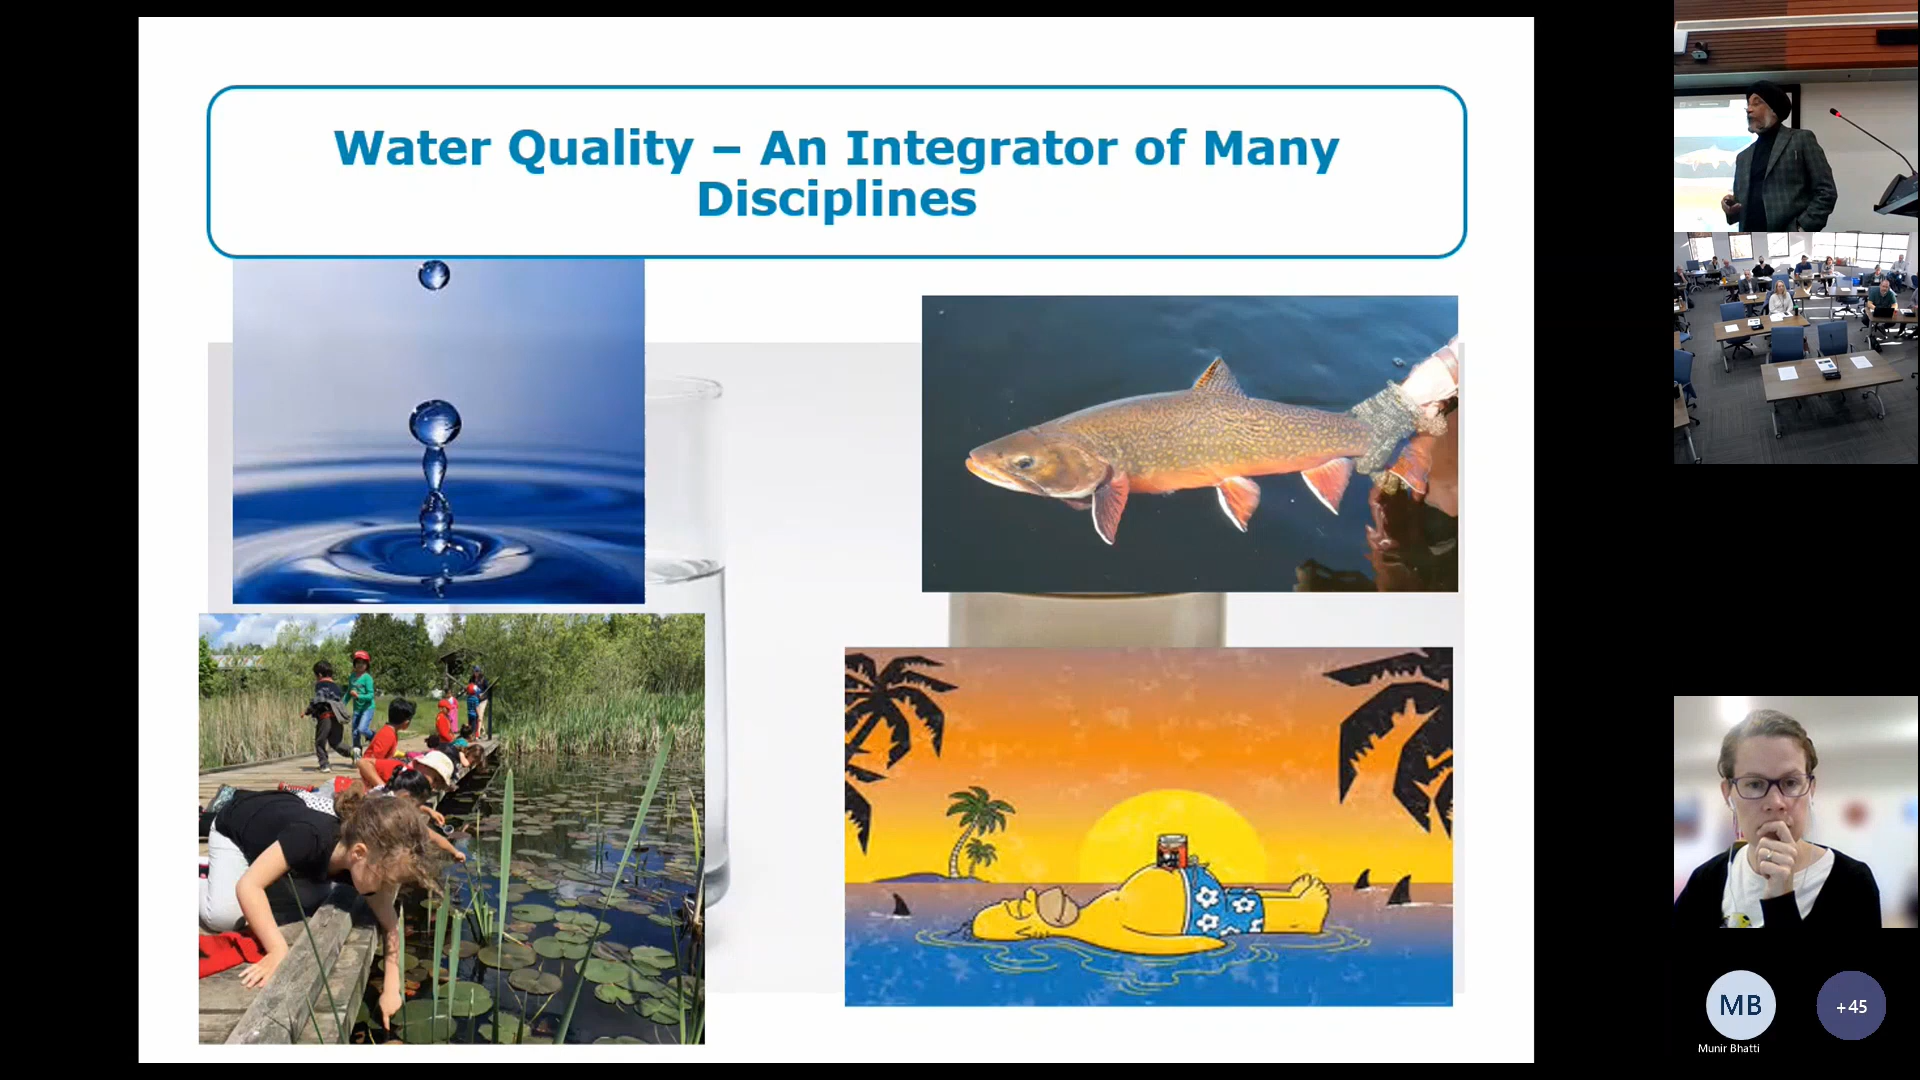 Water Quality – An Integrator of Many
Disciplines
MB
+45
Munir Bhatti